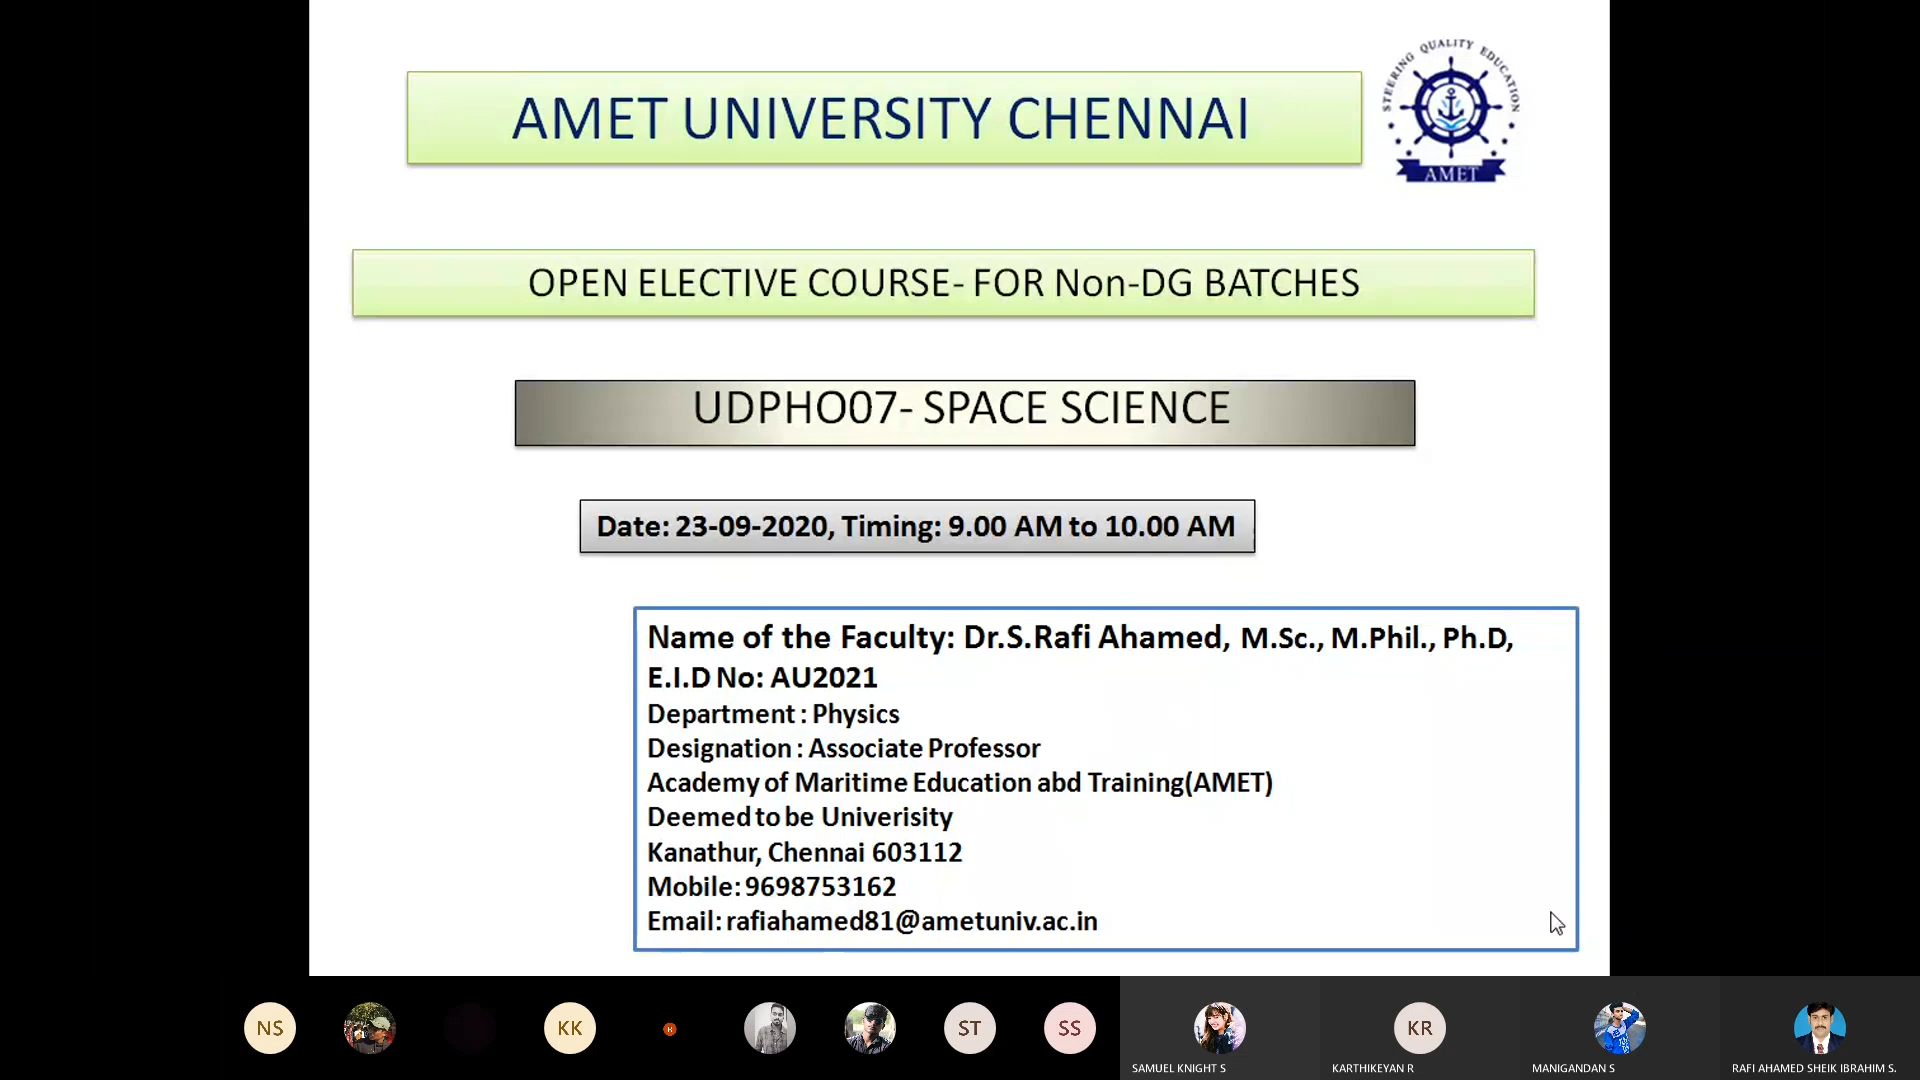 AMET UNIVERSITY CHENNAI
STEERING QUALITY EDUCATION
AMET
OPEN ELECTIVE COURSE- FOR Non-DG BATCHES
UDPHO07- SPACE SCIENCE
Date: 23-09-2020, Timing: 9.00 AM to 10.00 AM
Name of the Faculty: Dr.S.Rafi Ahamed, M.Sc., M.Phil., Ph.D,
E.I.D No: AU2021
Department : Physics
Designation : Associate Professor
Academy of Maritime Education abd Training(AMET)
Deemed to be Univerisity
Kanathur, Chennai 603112
Mobile: 9698753162
Email: rafiahamed81@ametuniv.ac.in
NS
KK
ST
SS
KR
SAMUEL KNIGHT S
KARTHIKEYAN R
MANIGANDAN S
RAFI AHAMED SHEIK IBRAHIM S.